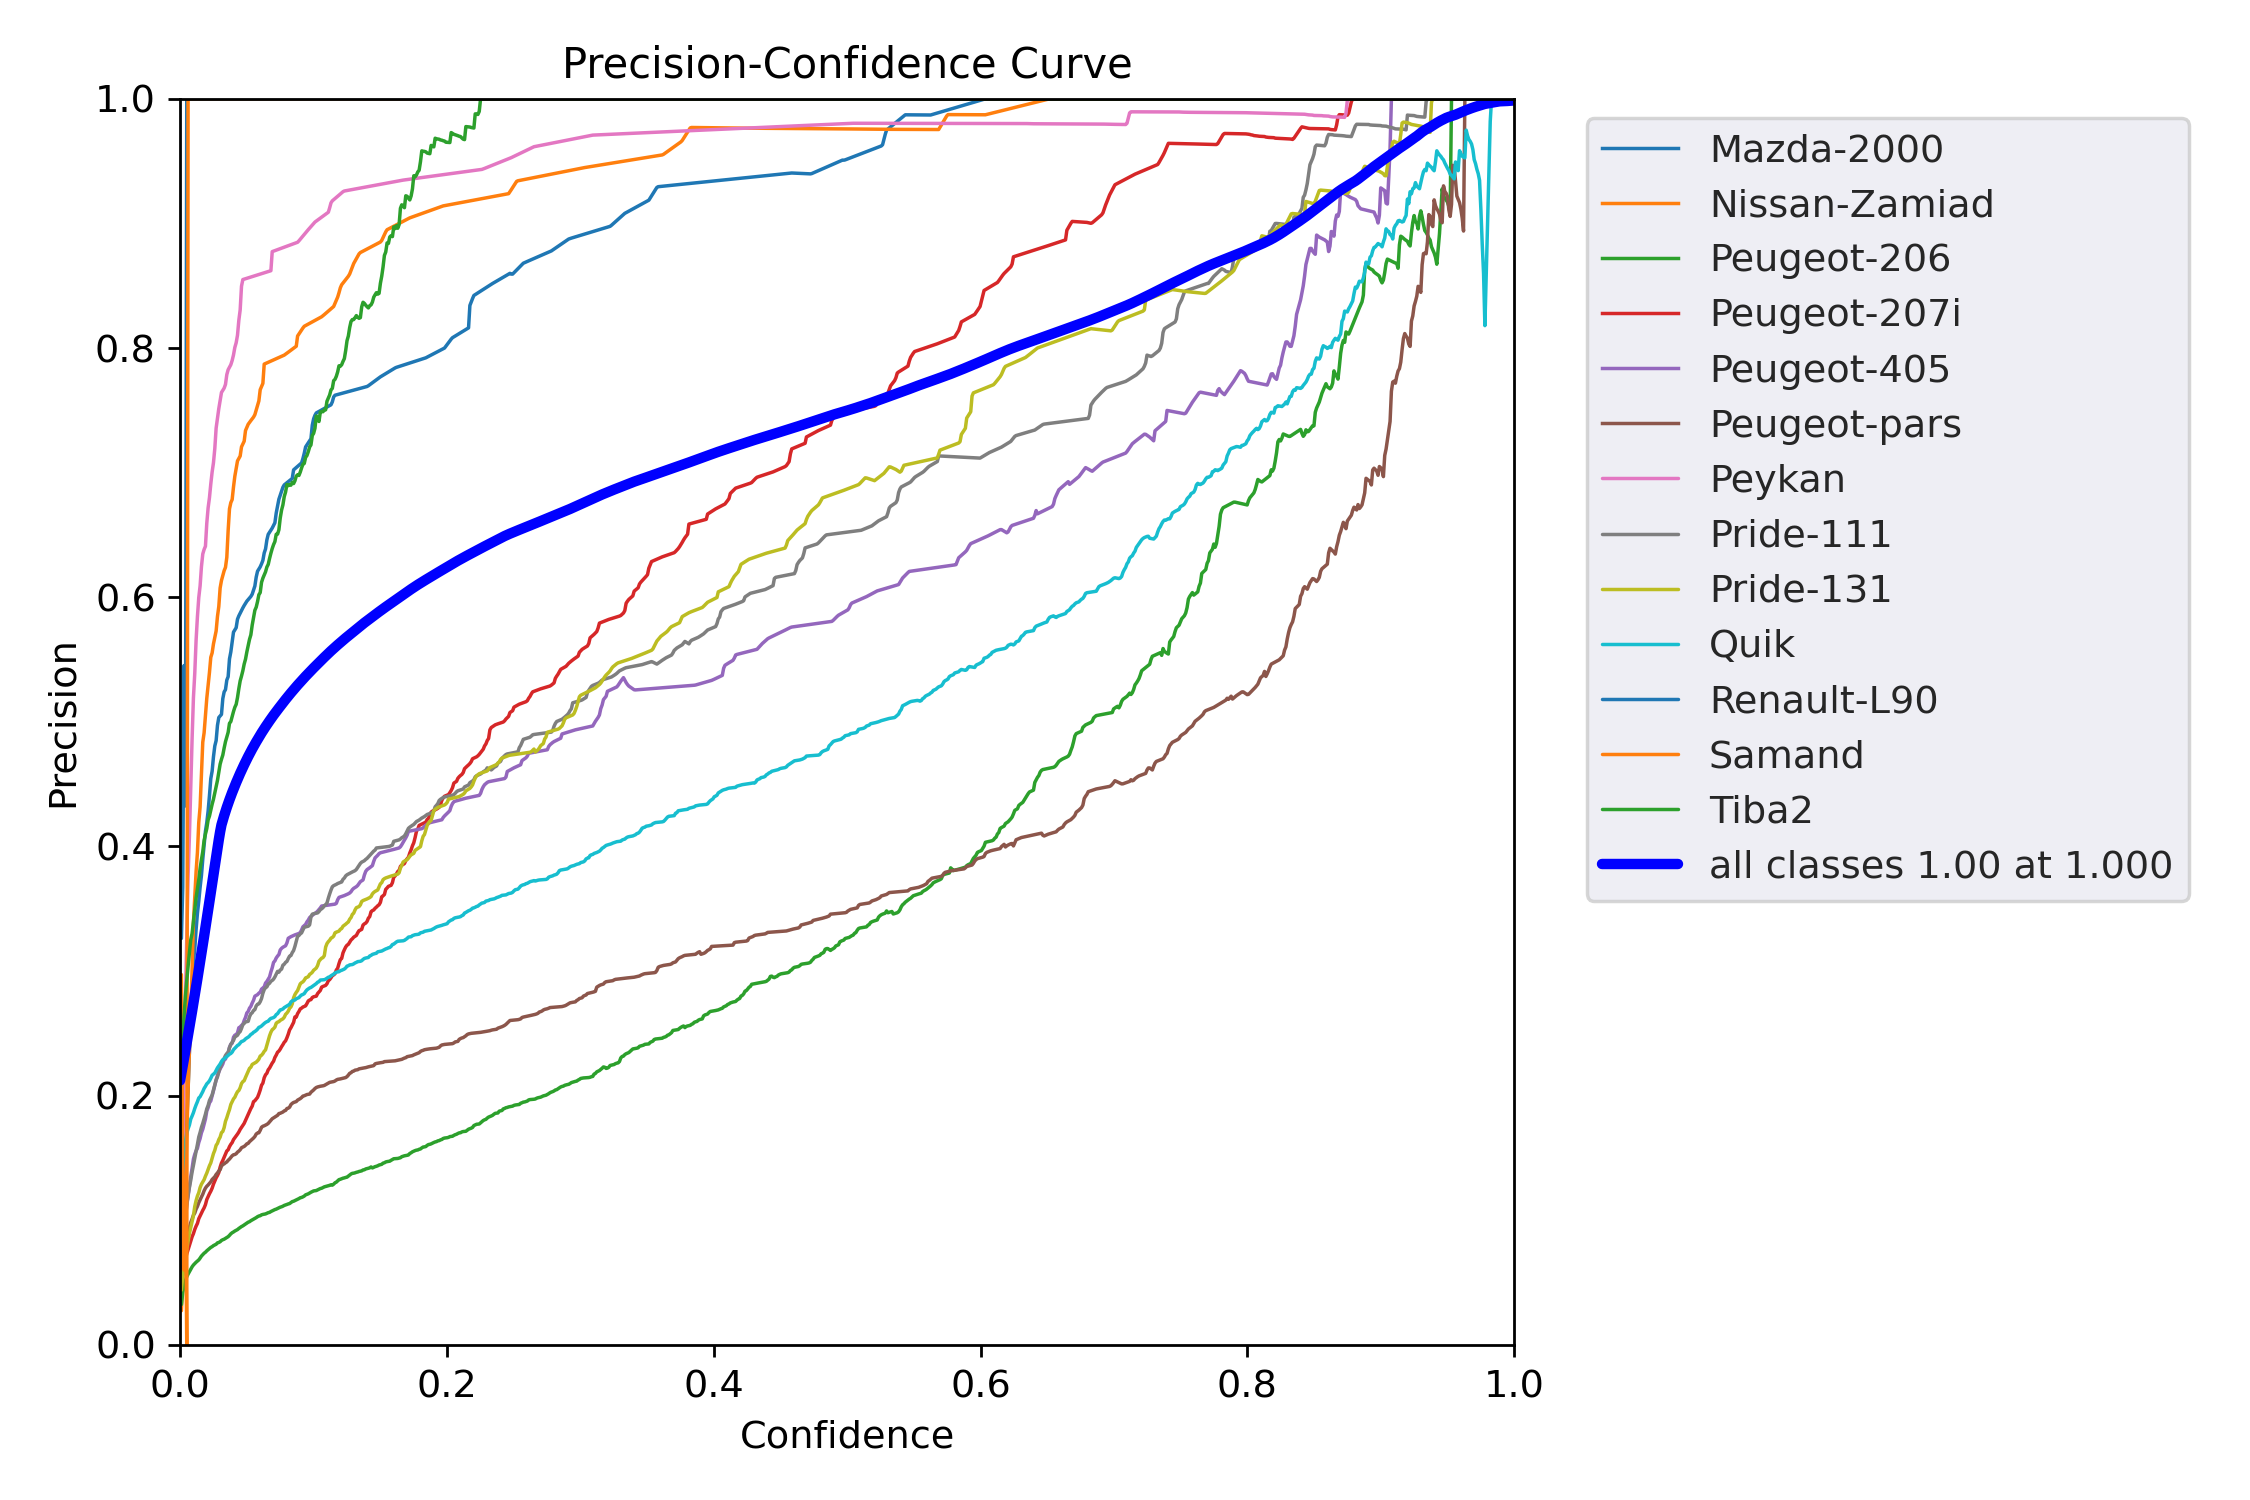 Precision-Confidence Curve
1.0
0.8
0.6
0.4
0.2
0.0
Precision
0.0 0.2 0.4 0.6 0.8 1.0
Confidence
Mazda-2000
Nissan-Zamiad
Peugeot-206
Peugeot-207i
Peugeot-405
Peugeot-pars
Peykan
Pride-111
Pride-131
Quik
Renault-L90
Samand
Tiba2
all classes 1.00 at 1.000